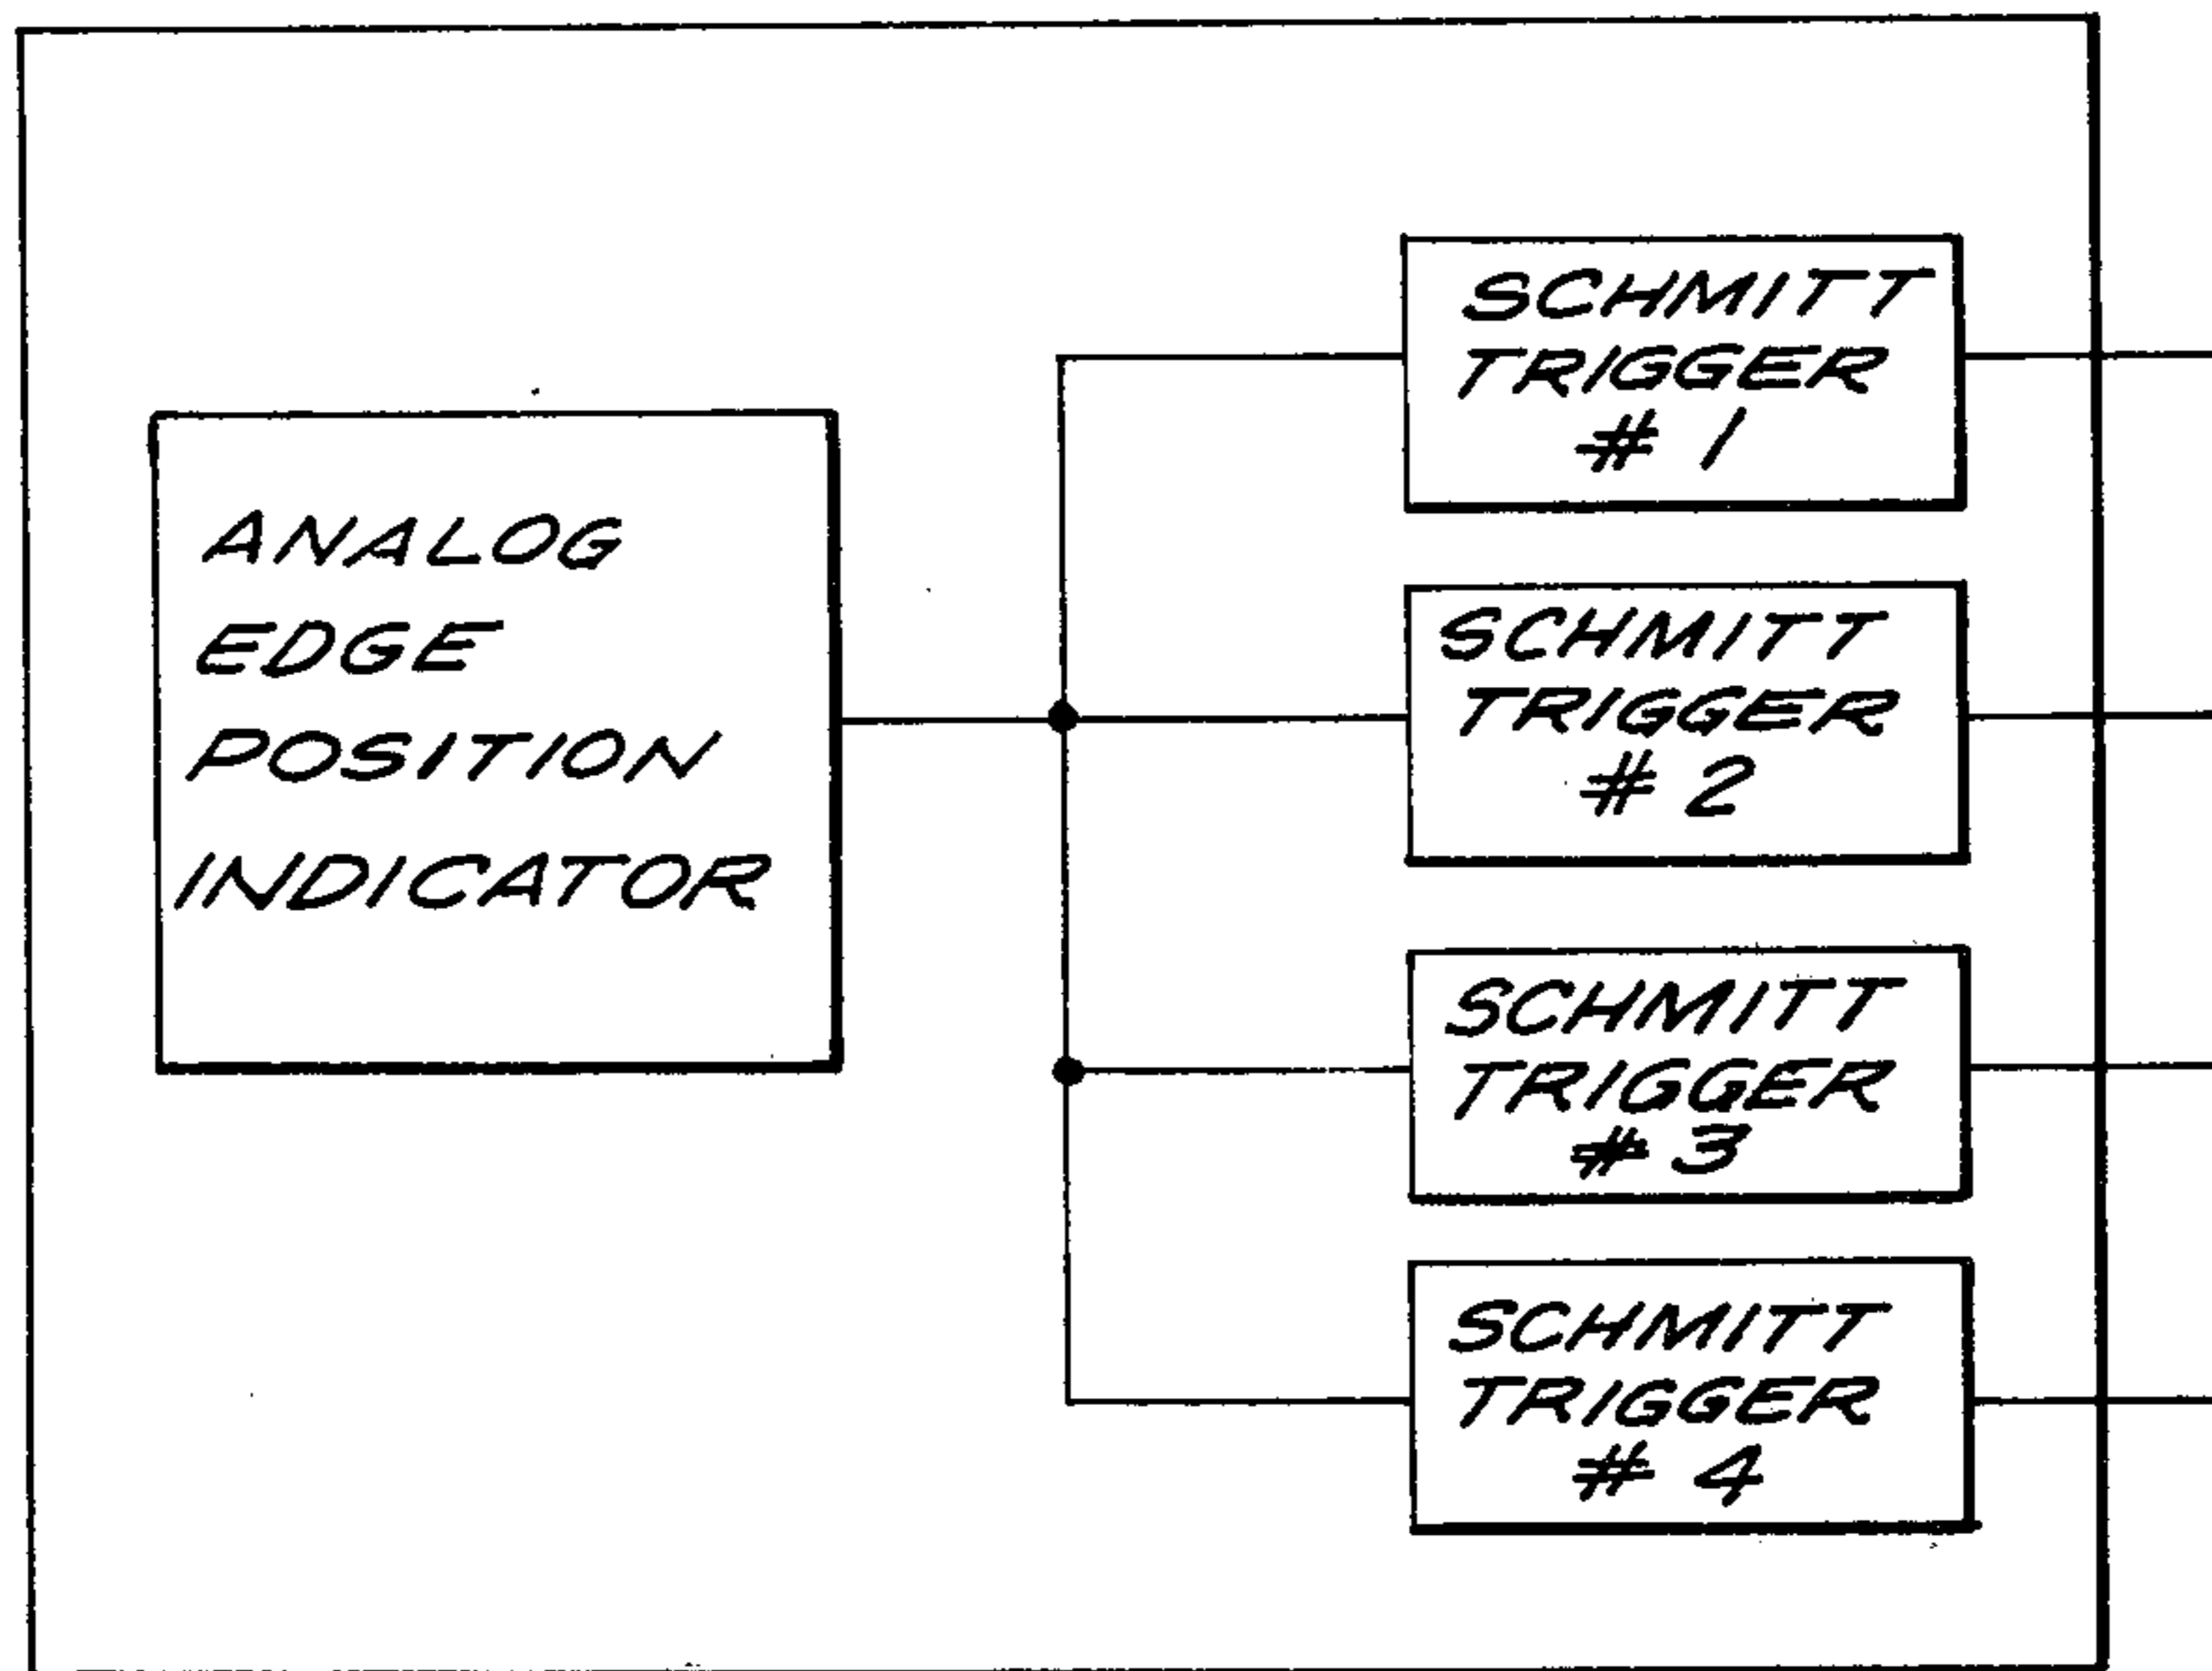 ANALOG
EDGE
POSITION
INDICATOR
SCHMITT
TRIGGER
# 1
SCHMITT
TRIGGER
# 2
SCHMITT
TRIGGER
# 3
SCHMITT
TRIGGER
# 4